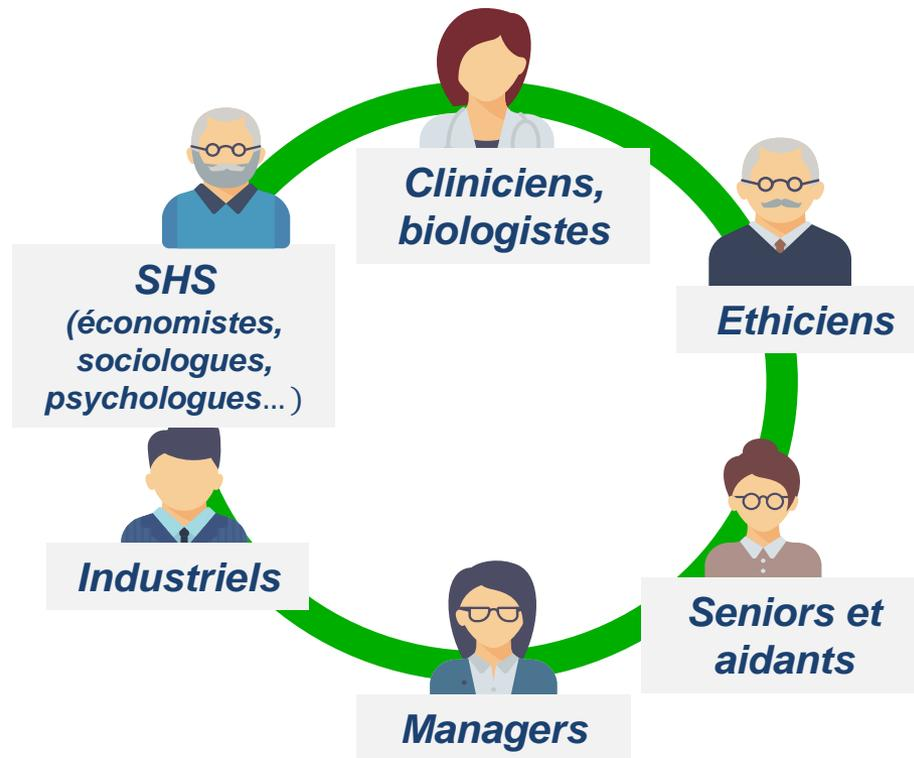 Cliniciens,
biologistes
SHS
(économistes,
sociologues,
psychologues... )
Ethiciens
Industriels
Seniors et
aidants
Managers